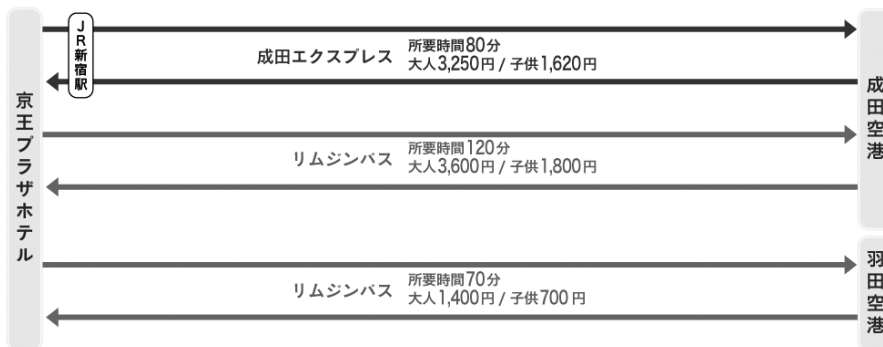 京王プラザホテル
JR新宿駅
成田エクスプレス
所要時間80分
大人3,250円 / 子供1,620円
リムジンバス
所要時間120分
大人3,600円 / 子供1,800円
成田空港
リムジンバス
所要時間70分
大人1,400円 / 子供700円
羽田空港